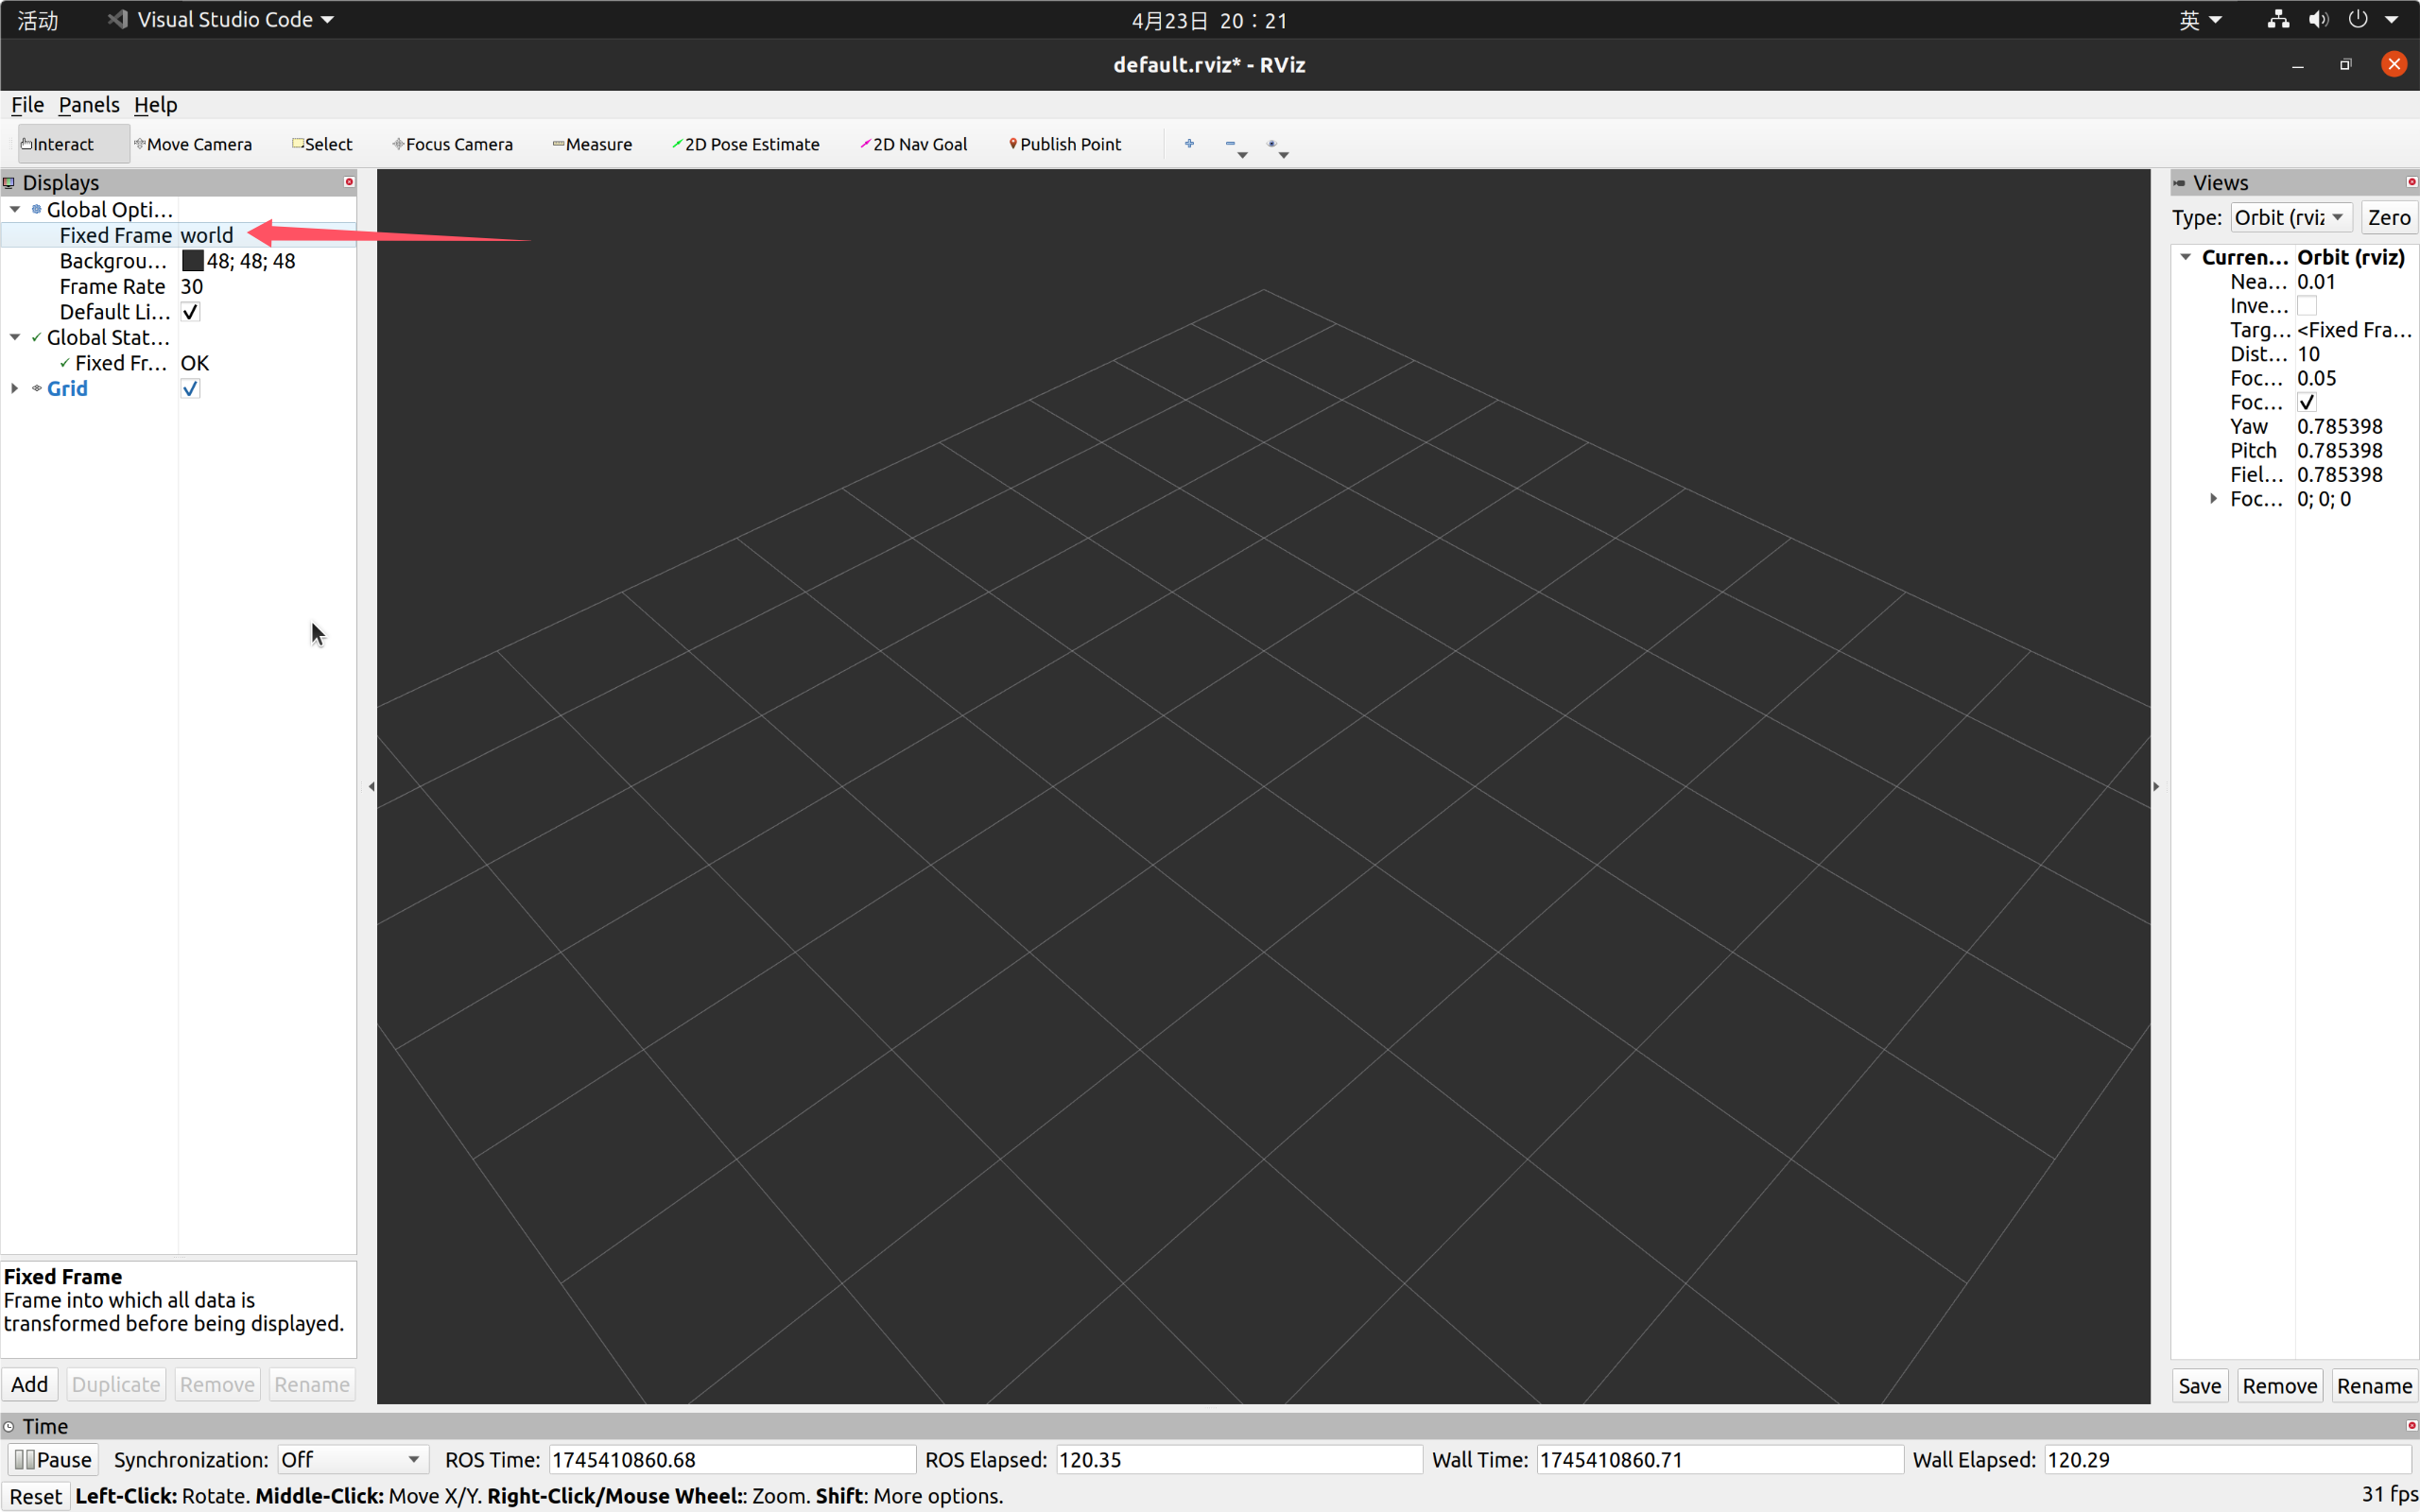 活动 Visual Studio Code 4月23日 20：21 英
default.rviz* - RViz
File Panels Help
Interact Move Camera Select Focus Camera Measure 2D Pose Estimate 2D Nav Goal Publish Point
Displays
Global Opti...
Fixed Frame world
Backgrou... 48; 48; 48
Frame Rate 30
Default Li...
Global Stat...
Fixed Fr... OK
Grid
Fixed Frame
Frame into which all data is
transformed before being displayed.
Add Duplicate Remove Rename
Views
Type: Orbit (rviz Zero
Curren... Orbit (rviz)
Nea... 0.01
Inve...
Targ... <Fixed Fra...
Dist... 10
Foc... 0.05
Foc...
Yaw 0.785398
Pitch 0.785398
Fiel... 0.785398
Foc... 0; 0; 0
Save Remove Rename
Time
Pause Synchronization: Off ROS Time: 1745410860.68 ROS Elapsed: 120.35 Wall Time: 1745410860.71 Wall Elapsed: 120.29
Reset Left-Click: Rotate. Middle-Click: Move X/Y. Right-Click/Mouse Wheel:: Zoom. Shift: More options. 31 fps